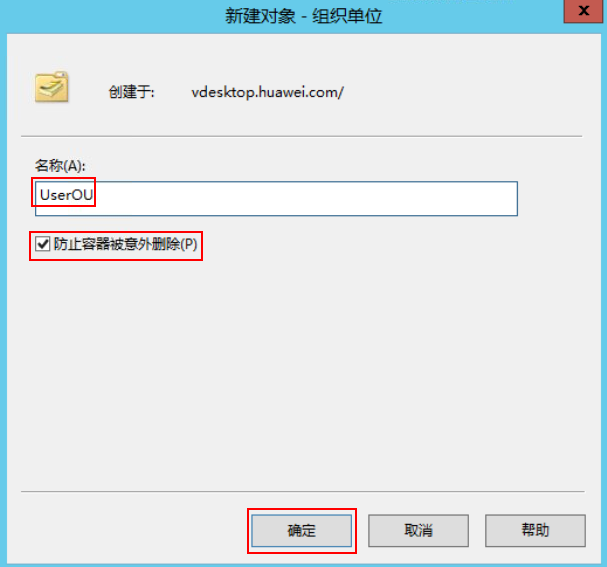 新建对象 - 组织单位
x
创建于: vdesktop.huawei.com/
名称(A):
UserOU
防止容器被意外删除(P)
确定 取消 帮助